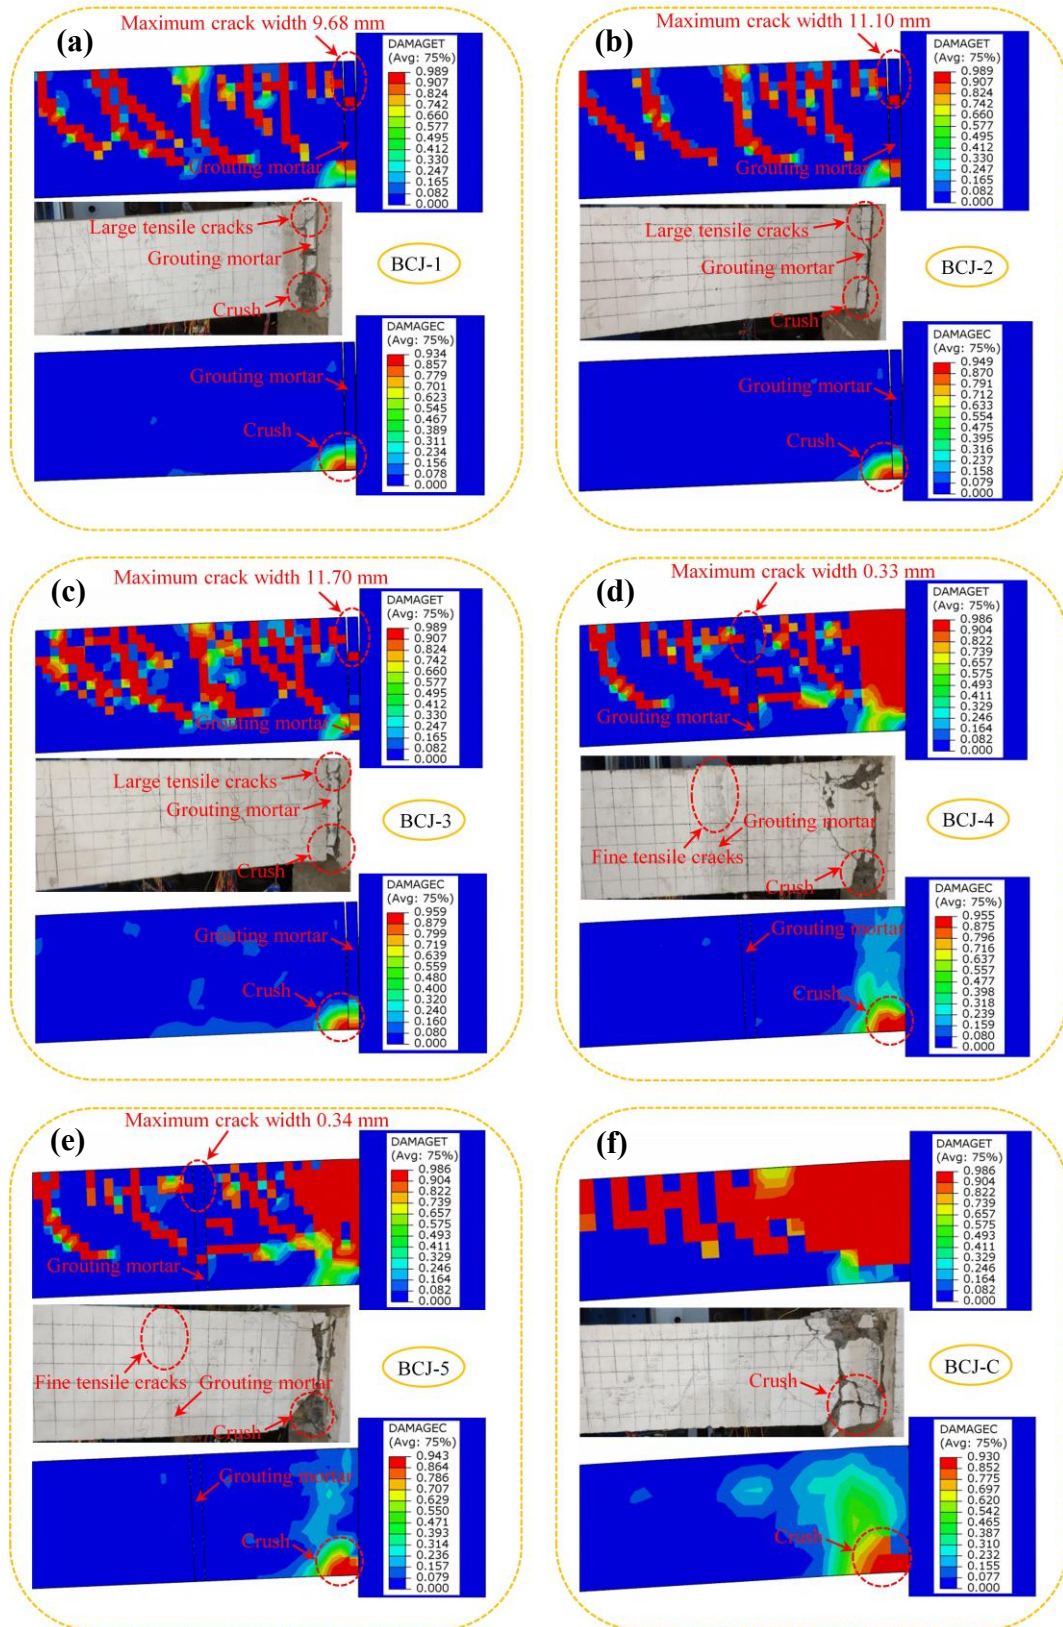 Maximum crack width 9.68 mm
(a)
DAMAGET
(Avg: 75%)
0.989
0.907
0.824
0.742
0.660
0.577
0.495
0.412
0.330
0.247
0.165
0.082
0.000
Grouting mortar
Large tensile cracks
Grouting mortar
BCJ-1
Crush
DAMAGEC
(Avg: 75%)
0.934
0.857
0.779
0.701
0.623
0.545
0.467
0.389
0.311
0.234
0.156
0.078
0.000
Grouting mortar
Crush
Maximum crack width 11.10 mm
(b)
DAMAGET
(Avg: 75%)
0.989
0.907
0.824
0.742
0.660
0.577
0.495
0.412
0.330
0.247
0.165
0.082
0.000
Grouting mortar
Large tensile cracks
Grouting mortar
BCJ-2
Crush
DAMAGEC
(Avg: 75%)
0.949
0.870
0.791
0.712
0.633
0.554
0.475
0.395
0.316
0.237
0.158
0.079
0.000
Grouting mortar
Crush
Maximum crack width 11.70 mm
(c)
DAMAGET
(Avg: 75%)
0.989
0.907
0.824
0.742
0.660
0.577
0.495
0.412
0.330
0.247
0.165
0.082
0.000
Grouting mortar
Large tensile cracks
Grouting mortar
BCJ-3
Crush
DAMAGEC
(Avg: 75%)
0.959
0.879
0.799
0.719
0.639
0.559
0.480
0.400
0.320
0.240
0.160
0.080
0.000
Grouting mortar
Crush
Maximum crack width 0.33 mm
(d)
DAMAGET
(Avg: 75%)
0.986
0.904
0.822
0.739
0.657
0.575
0.493
0.411
0.329
0.246
0.164
0.082
0.000
Grouting mortar
Grouting mortar
BCJ-4
Fine tensile cracks
Crush
DAMAGEC
(Avg: 75%)
0.955
0.875
0.796
0.716
0.637
0.557
0.477
0.398
0.318
0.239
0.159
0.080
0.000
Grouting mortar
Crush
Maximum crack width 0.34 mm
(e)
DAMAGET
(Avg: 75%)
0.986
0.904
0.822
0.739
0.657
0.575
0.493
0.411
0.329
0.246
0.164
0.082
0.000
Grouting mortar
BCJ-5
Fine tensile cracks
Grouting mortar
Crush
DAMAGEC
(Avg: 75%)
0.943
0.864
0.786
0.707
0.629
0.550
0.471
0.393
0.314
0.236
0.157
0.079
0.000
Grouting mortar
Crush
(f)
DAMAGET
(Avg: 75%)
0.986
0.904
0.822
0.739
0.657
0.575
0.493
0.411
0.329
0.246
0.164
0.082
0.000
BCJ-C
Crush
DAMAGEC
(Avg: 75%)
0.930
0.852
0.775
0.697
0.620
0.542
0.465
0.387
0.310
0.232
0.155
0.077
0.000
Crush